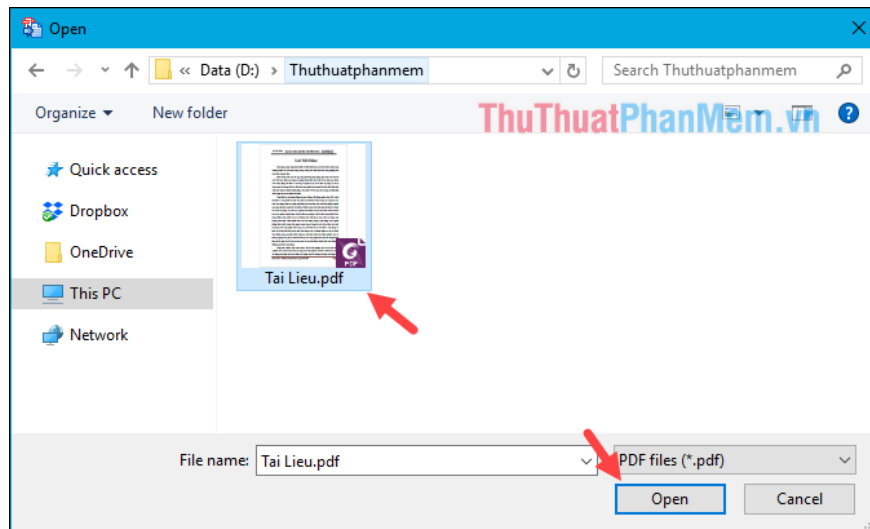 Open
« Data (D:) › Thuthuatphanmem
Search Thuthuatphanmem
Organize
New folder
ThuThuatPhanMem.vn
?
Quick access
Dropbox
OneDrive
This PC
Network
PDF
Tai Lieu.pdf
File name: Tai Lieu.pdf
PDF files (*.pdf)
Open
Cancel